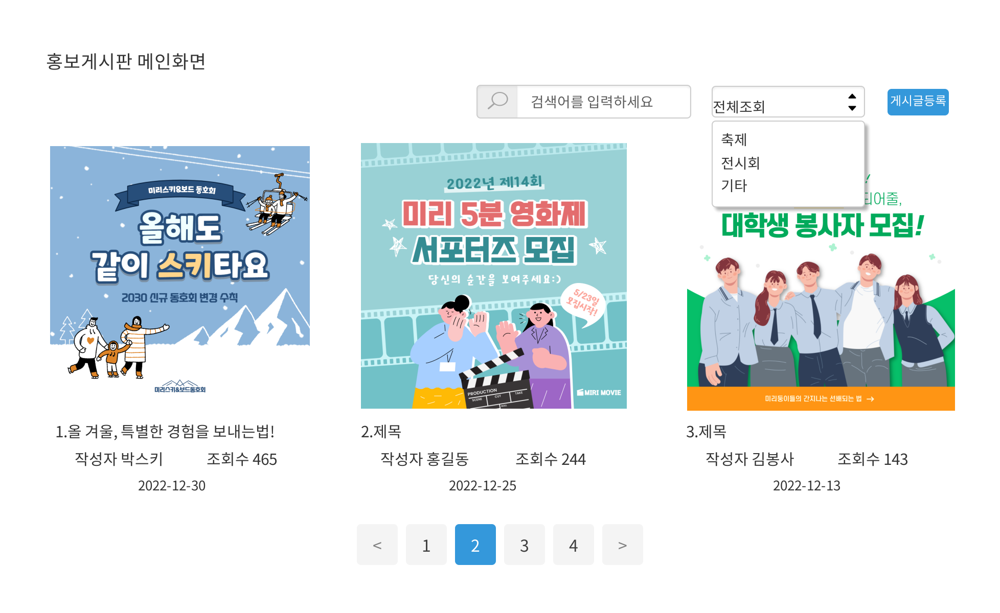 홍보게시판 메인화면
검색어를 입력하세요
전체조회
게시글등록
축제
전시회
기타
미리스키&보드 동호회
올해도
같이 스키타요
2030 신규 동호회 변경 수칙
미리스키&보드동호회
2022년 제14회
미리 5분 영화제
서포터즈 모집
당신의 순간을 보여주세요:)
5/23일
모집시작!
PRODUCTION
SCENE CUT TAKE
ROLL
MIRI MOVIE
!
되어줄,
대학생 봉사자 모집!
미리둥이들의 간지나는 선배되는 법 →
1.올 겨울, 특별한 경험을 보내는법!
작성자 박스키 조회수 465
2022-12-30
2.제목
작성자 홍길동 조회수 244
2022-12-25
3.제목
작성자 김봉사 조회수 143
2022-12-13
< 1 2 3 4 >